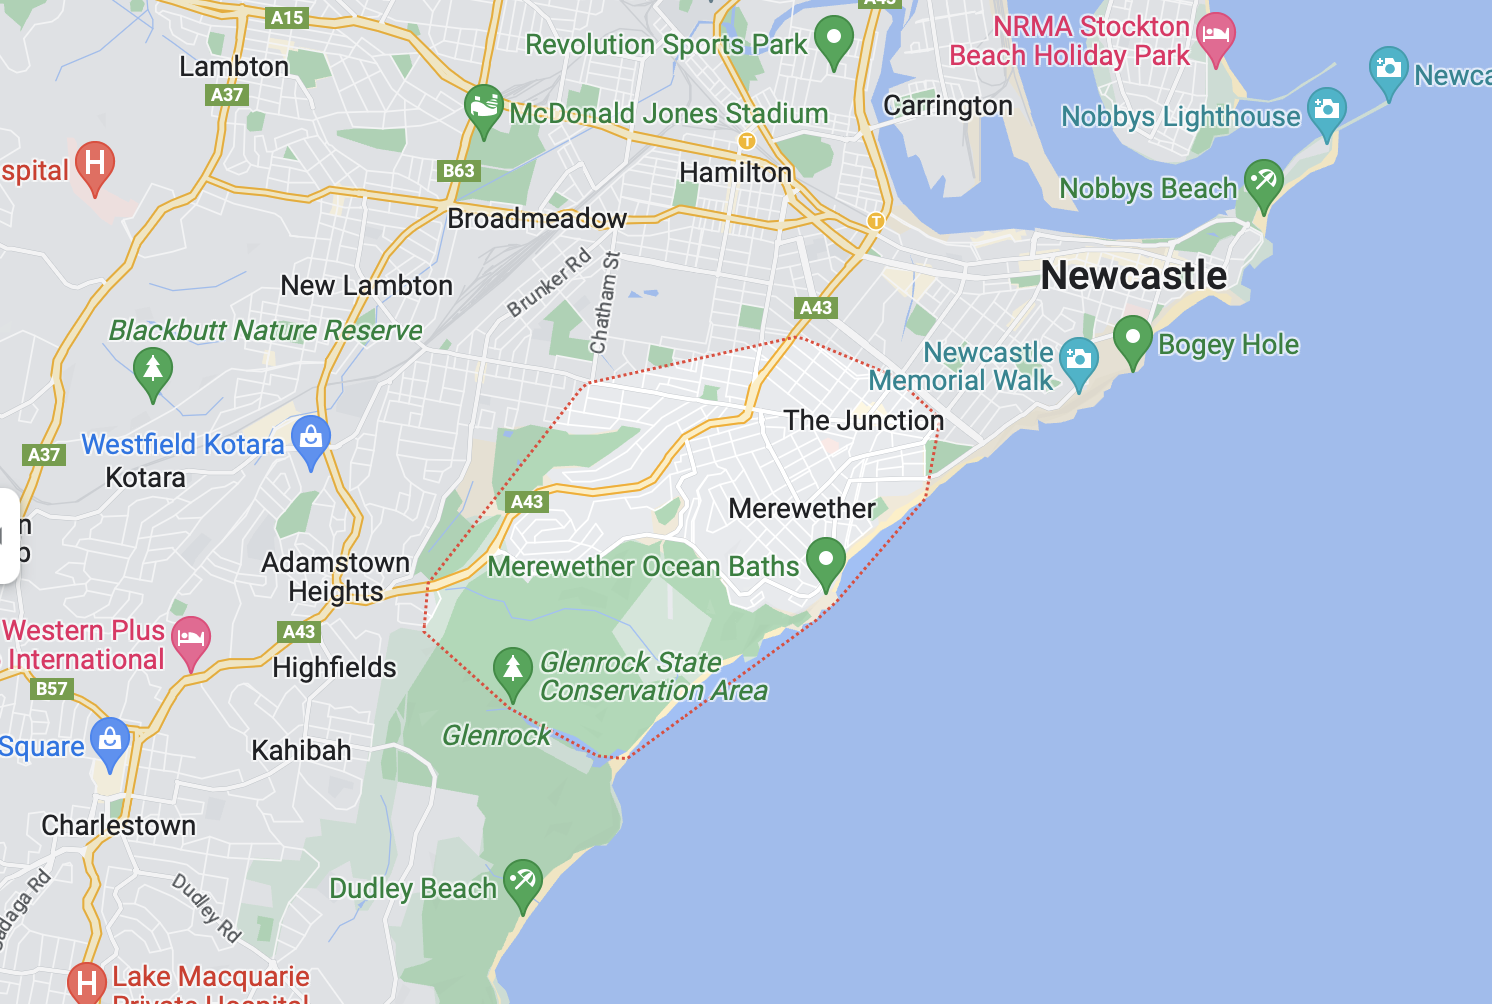 A15
A43
NRMA Stockton
Beach Holiday Park
Revolution Sports Park
Lambton
Newca
A37
Carrington
McDonald Jones Stadium
Nobbys Lighthouse
T
H
spital
B63
Hamilton
Nobbys Beach
Broadmeadow
T
Brunker Rd
Chatham St
Newcastle
New Lambton
A43
Blackbutt Nature Reserve
Newcastle
Memorial Walk
Bogey Hole
The Junction
Westfield Kotara
A37
Kotara
A43
Merewether
n
p
Adamstown
Heights
Merewether Ocean Baths
Western Plus
International
A43
Highfields
Glenrock State
Conservation Area
B57
Glenrock
Square
Kahibah
Charlestown
Dudley Beach
Dudley Rd
adaga Rd
H
Lake Macquarie
Private Hospital